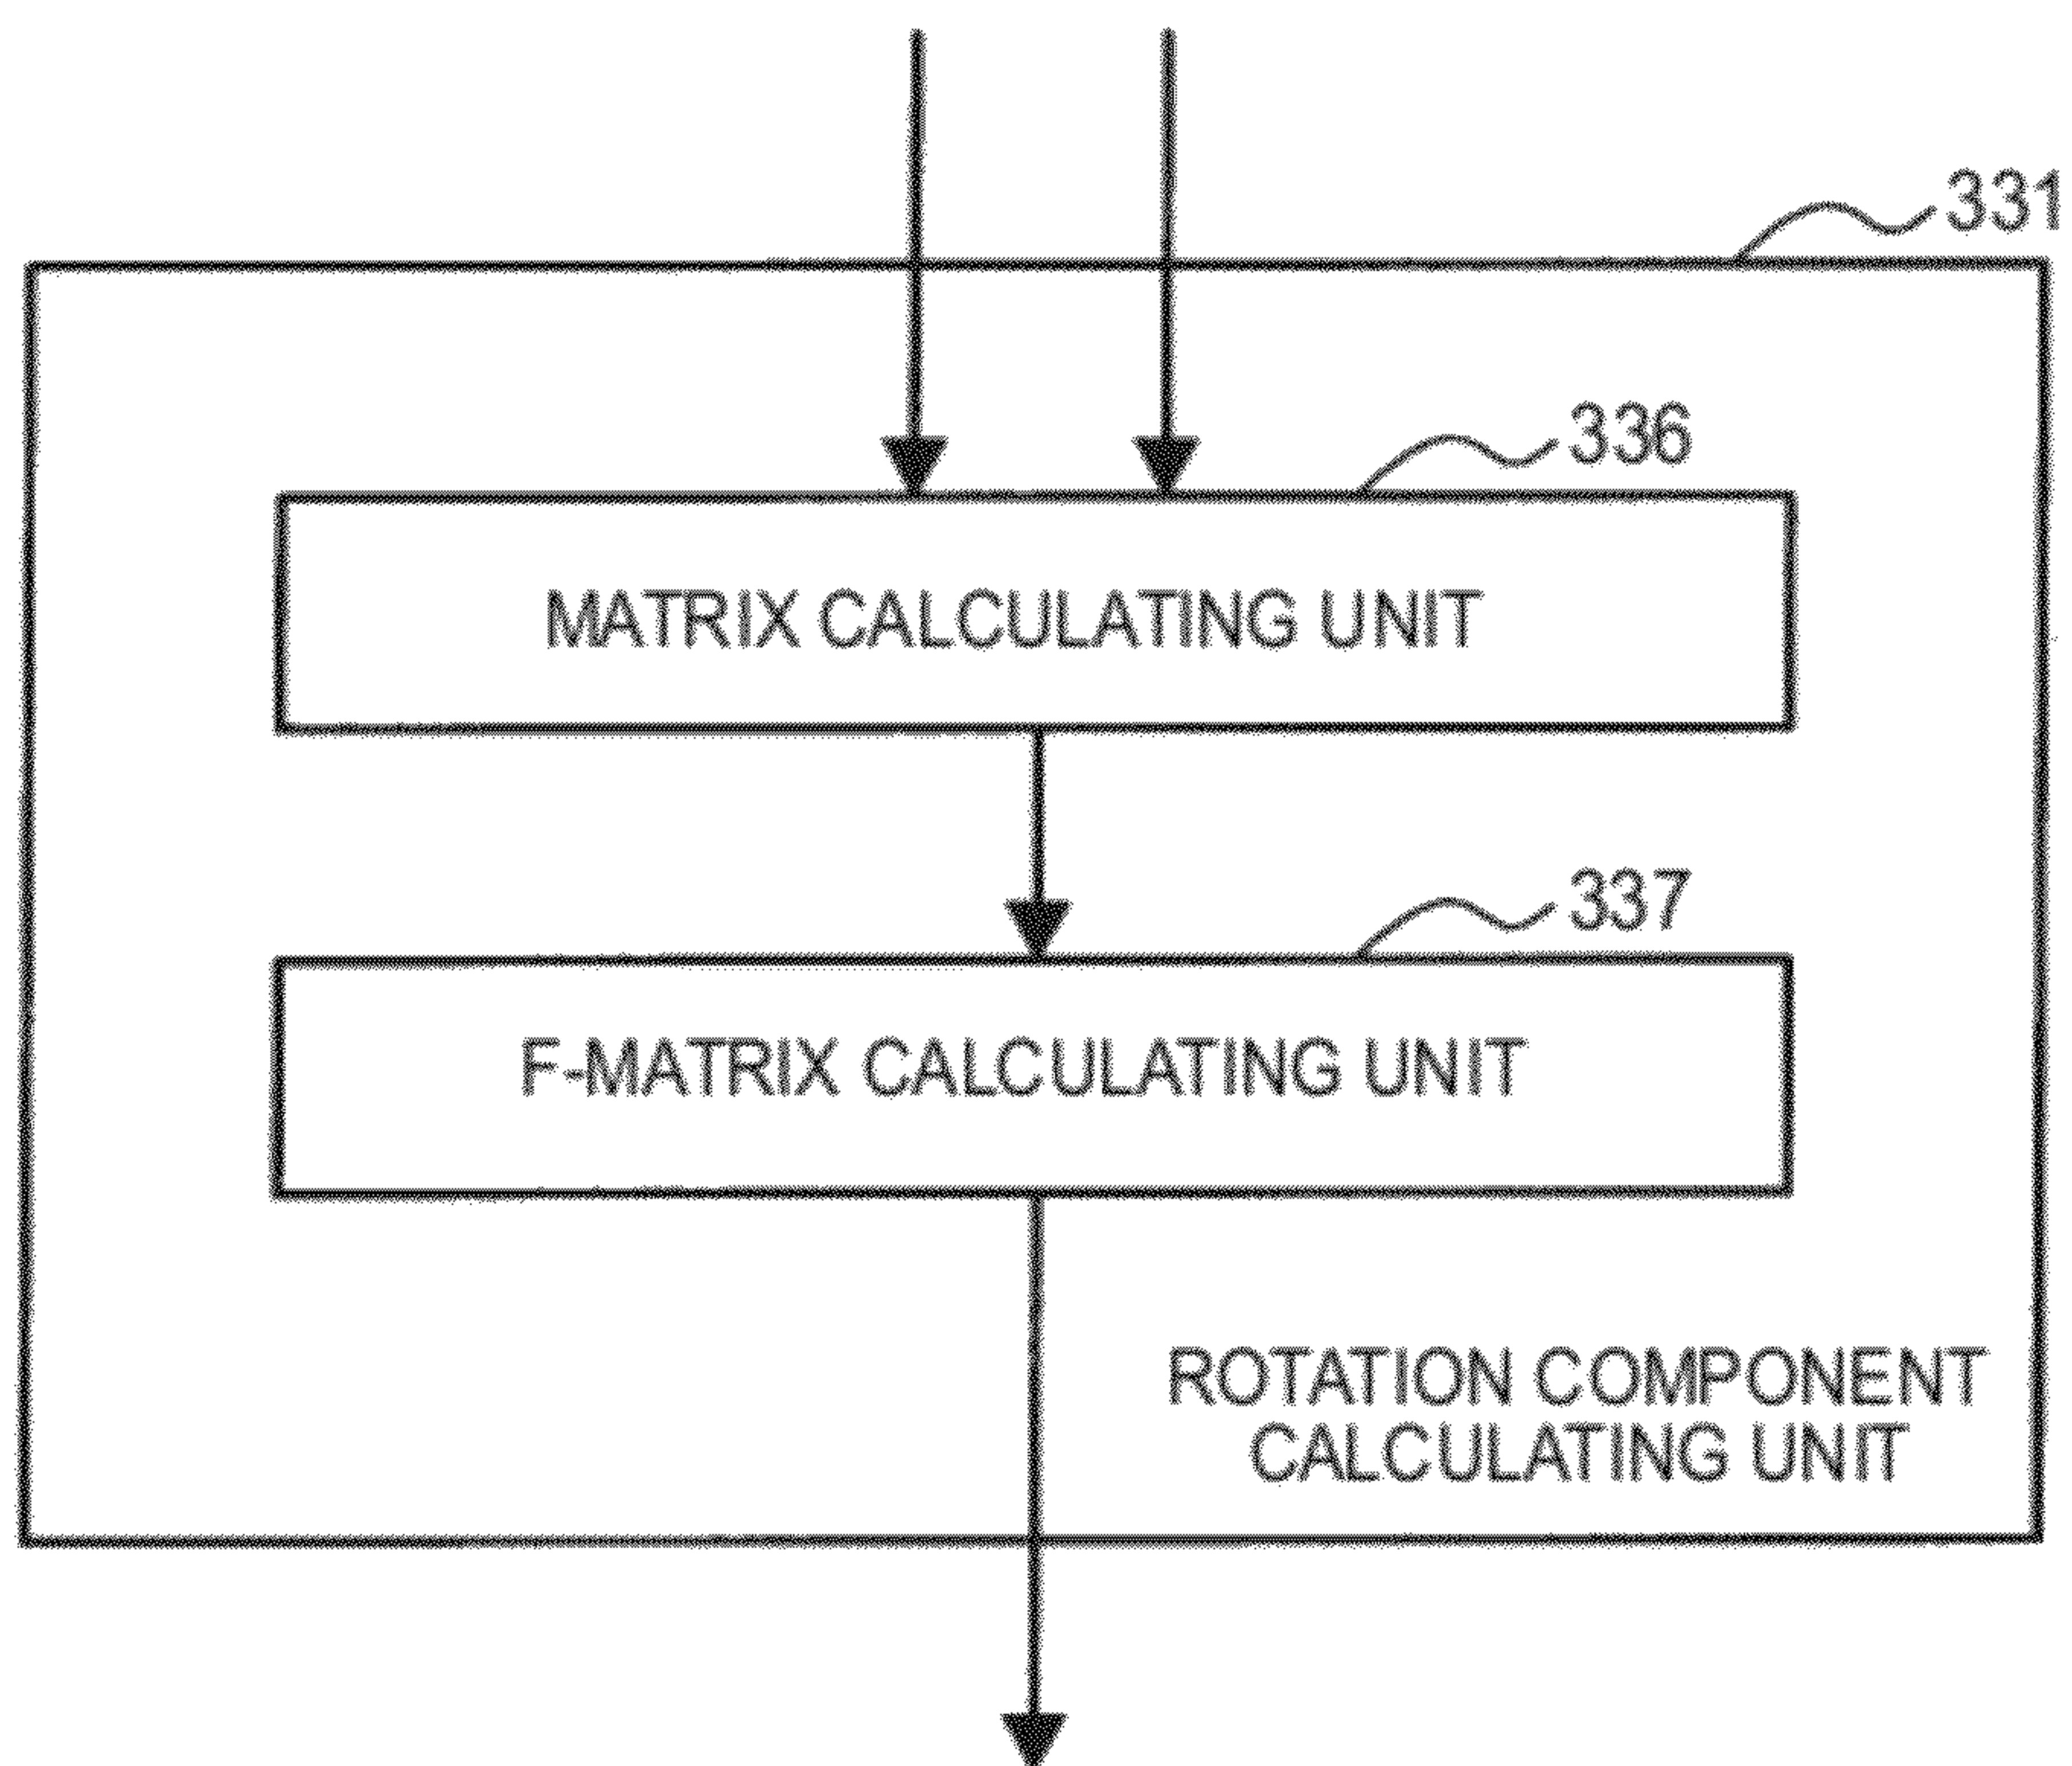 331
336
MATRIX CALCULATING UNIT
337
F-MATRIX CALCULATING UNIT
ROTATION COMPONENT
CALCULATING UNIT